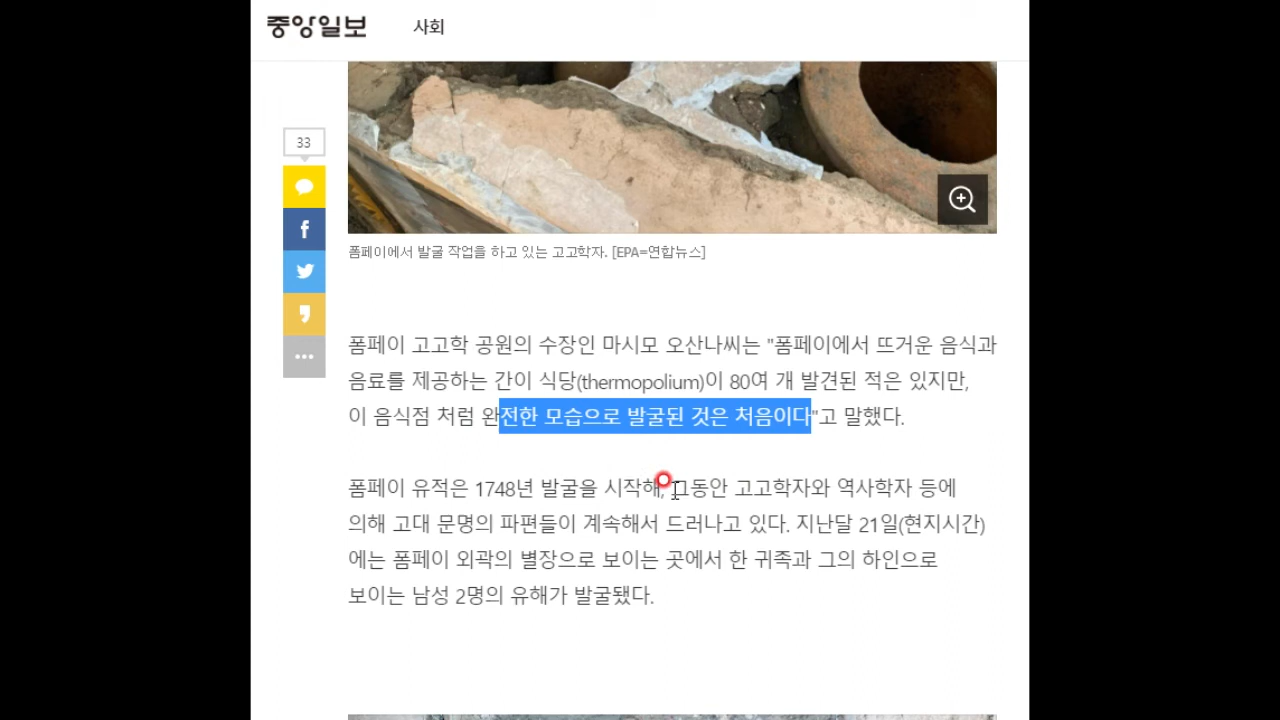 중앙일보 사회
33
폼페이에서 발굴 작업을 하고 있는 고고학자. [EPA=연합뉴스]
폼페이 고고학 공원의 수장인 마시모 오산나씨는 "폼페이에서 뜨거운 음식과
음료를 제공하는 간이 식당(thermopolium)이 80여 개 발견된 적은 있지만,
이 음식점 처럼 완전한 모습으로 발굴된 것은 처음이다"고 말했다.
폼페이 유적은 1748년 발굴을 시작해, 그동안 고고학자와 역사학자 등에
의해 고대 문명의 파편들이 계속해서 드러나고 있다. 지난달 21일(현지시간)
에는 폼페이 외곽의 별장으로 보이는 곳에서 한 귀족과 그의 하인으로
보이는 남성 2명의 유해가 발굴됐다.